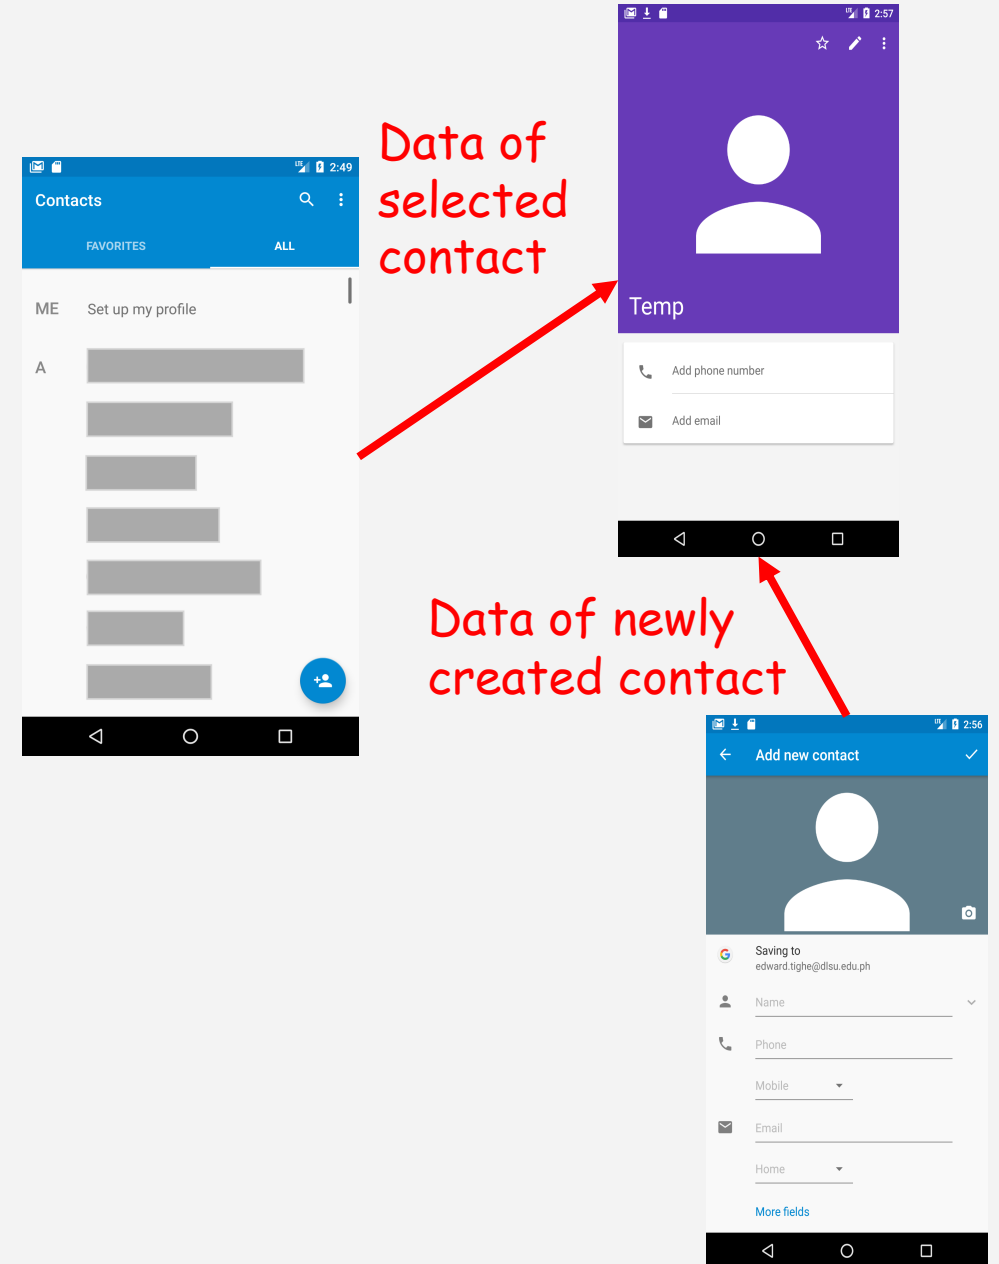 2:57
Data of
selected
contact
2:49
Contacts
FAVORITES
ALL
ME
Set up my profile
A
Temp
Add phone number
Add email
Data of newly
created contact
2:56
Add new contact
Saving to
edward.tighe@dlsu.edu.ph
Name
Phone
Mobile
Email
Home
More fields